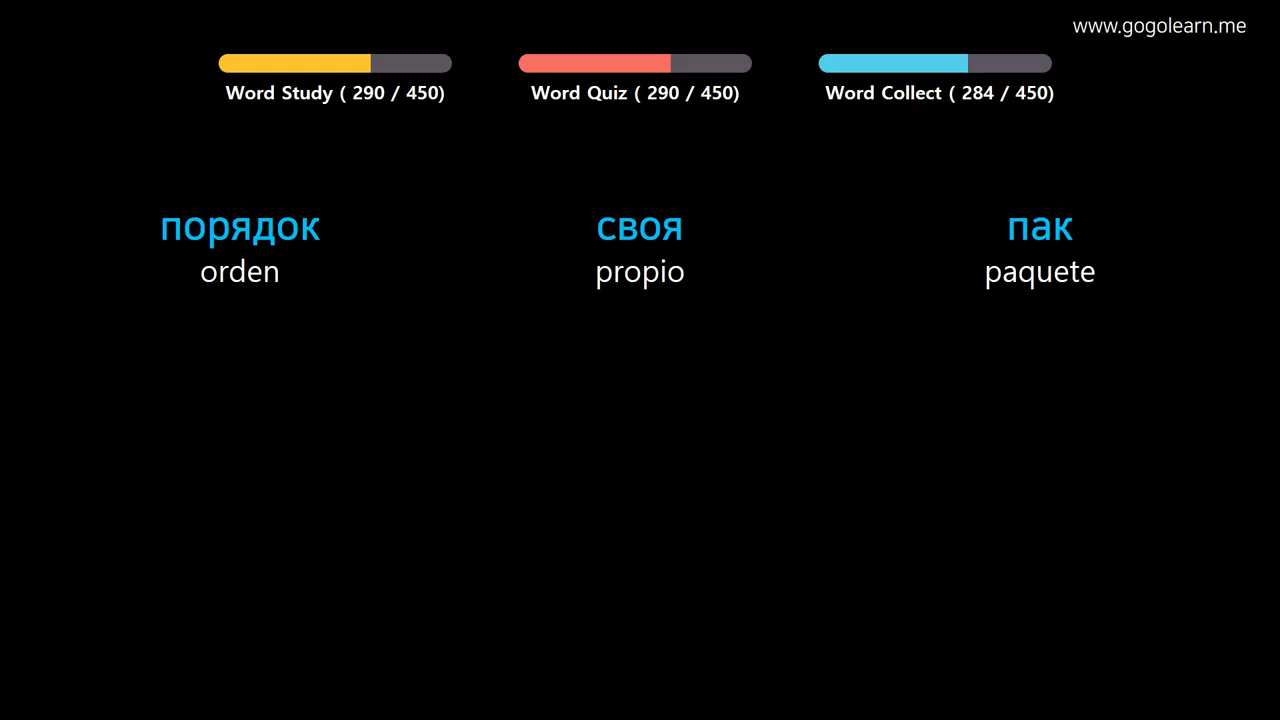 www.gogolearn.me
Word Study ( 290 / 450)
Word Quiz ( 290 / 450)
Word Collect ( 284 / 450)
порядок
orden
своя
propio
пак
paquete